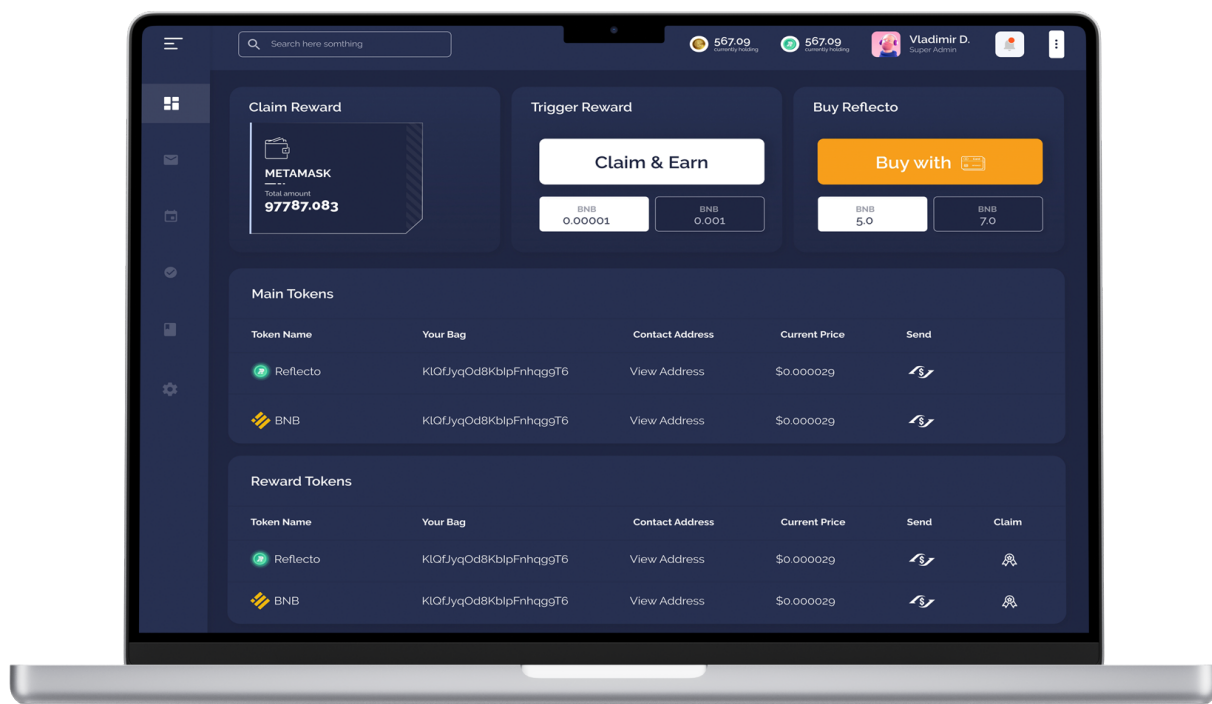 Search here somthing
567.09
currently holding
567.09
currently holding
Vladimir D.
Super Admin
Claim Reward
METAMASK
Total amount
97787.083
Trigger Reward
Claim & Earn
BNB
0.00001
BNB
0.001
Buy Reflecto
Buy with
BNB
5.0
BNB
7.0
Main Tokens
Token Name Your Bag Contact Address Current Price Send
Reflecto KlQfJyqOd8KbIpFnhqg9T6 View Address $0.000029
BNB KlQfJyqOd8KbIpFnhqg9T6 View Address $0.000029
Reward Tokens
Token Name Your Bag Contact Address Current Price Send Claim
Reflecto KlQfJyqOd8KbIpFnhqg9T6 View Address $0.000029
BNB KlQfJyqOd8KbIpFnhqg9T6 View Address $0.000029